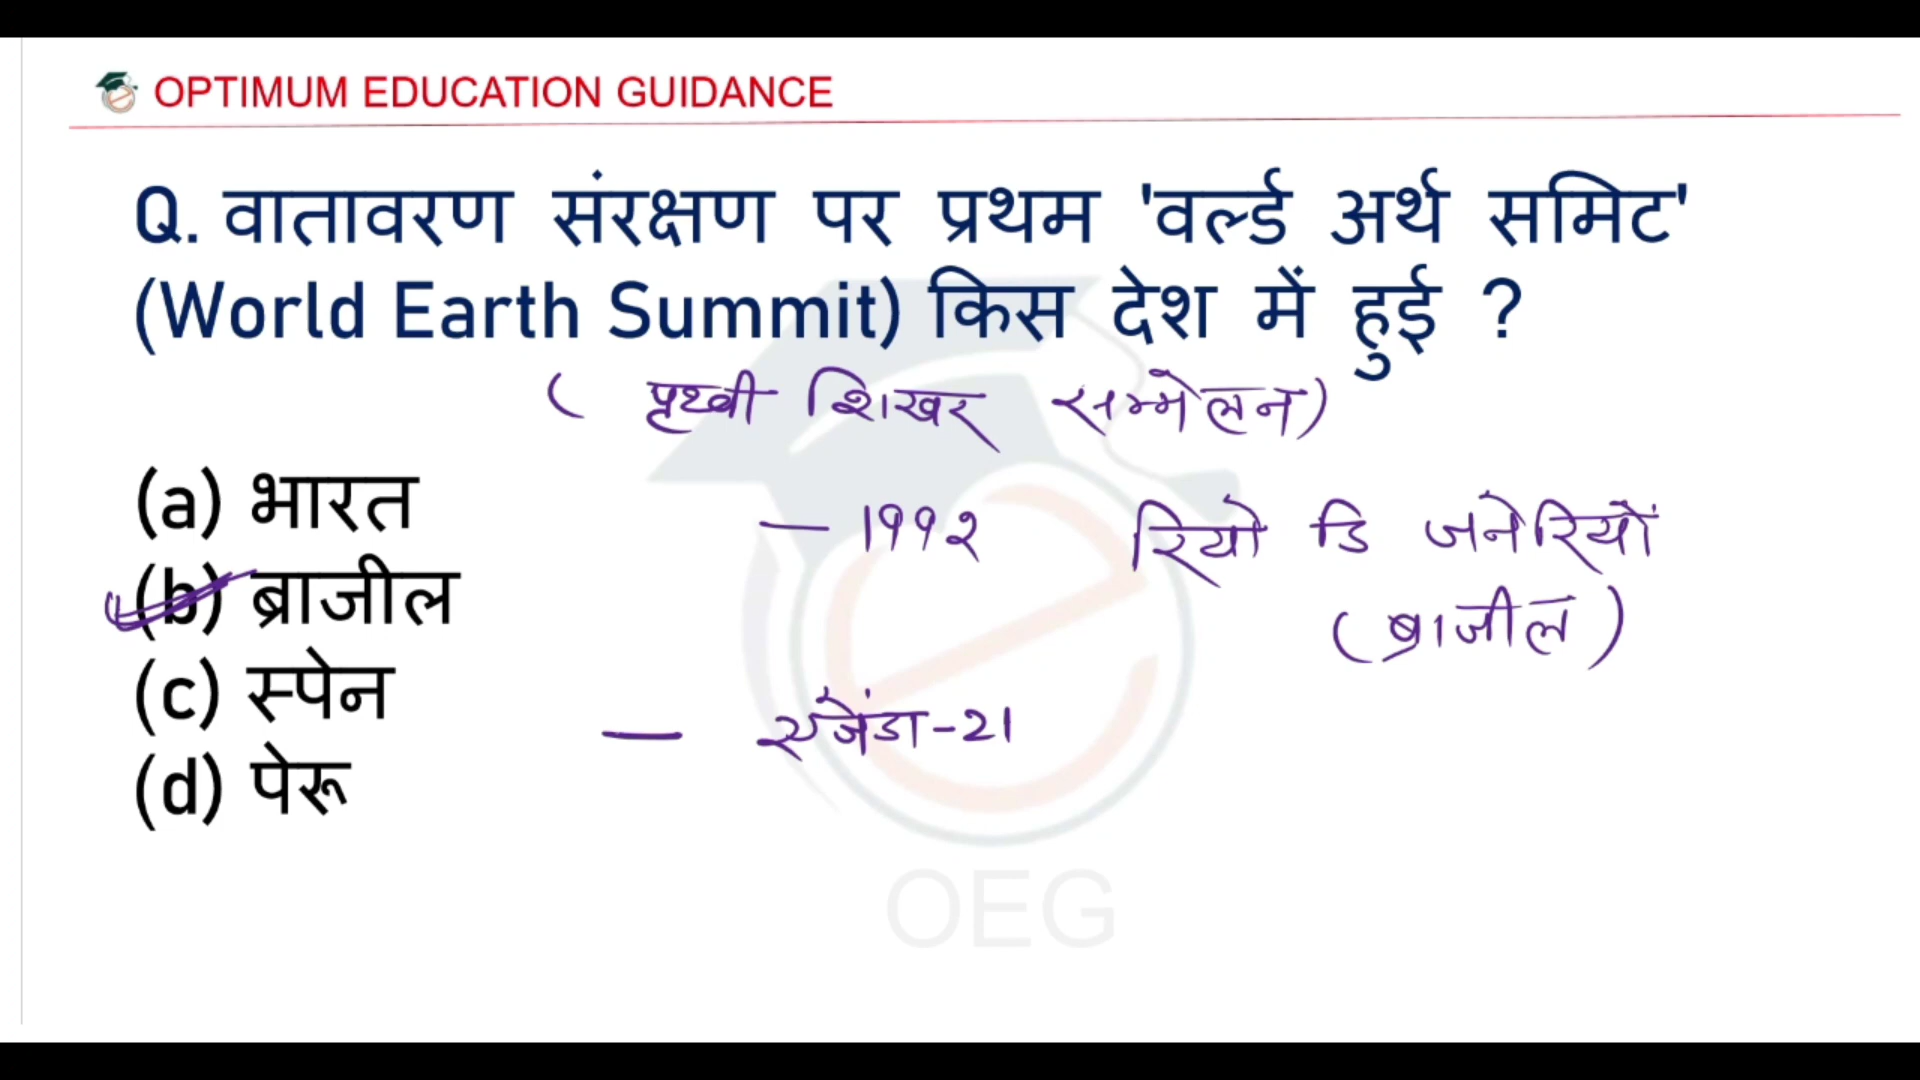 OPTIMUM EDUCATION GUIDANCE
Q. वातावरण संरक्षण पर प्रथम 'वर्ल्ड अर्थ समिट'
(World Earth Summit) किस देश में हुई ?
( पृथ्वी शिखर सम्मेलन)
(a) भारत
— १९९२ रियो डि जनेरियों
(b) ब्राजील
(ब्राजील)
(c) स्पेन
— एजेंडा-21
(d) पेरू
OEG